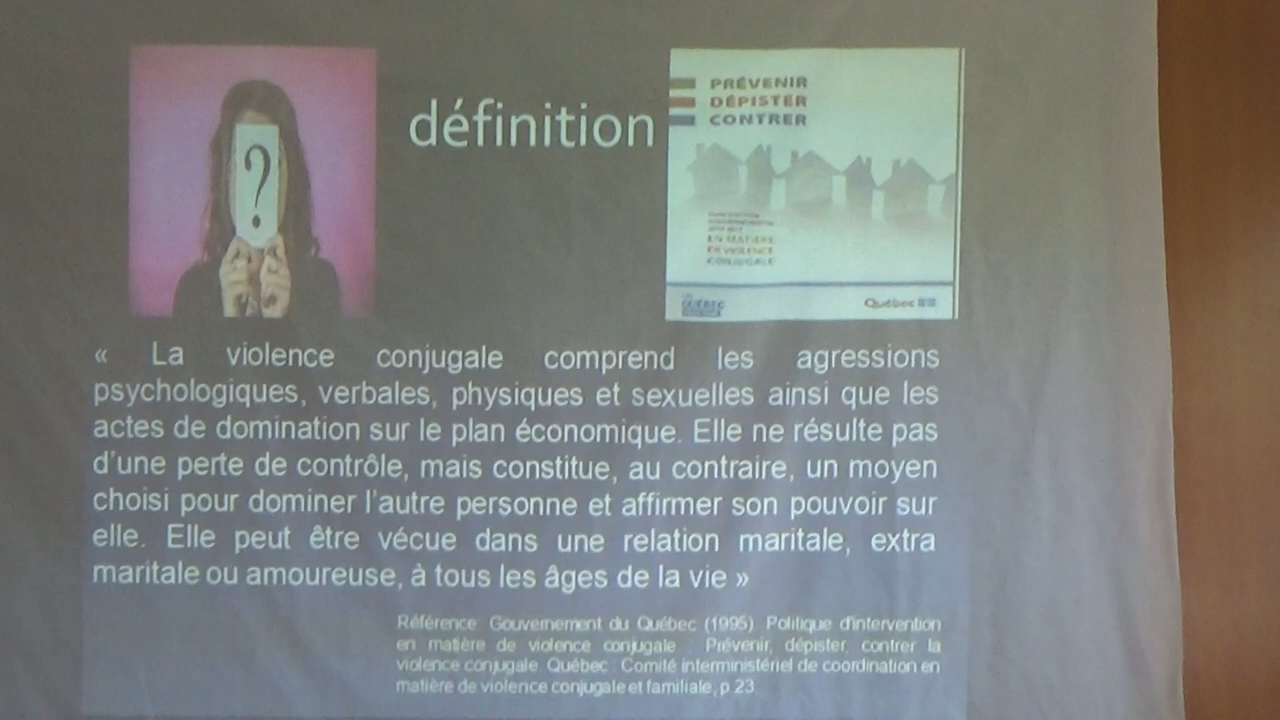 ?
définition
PRÉVENIR
DÉPISTER
CONTRER
EN MATIÈRE
DE VIOLENCE
CONJUGALE
QUÉBEC
Québec
« La violence conjugale comprend les agressions
psychologiques, verbales, physiques et sexuelles ainsi que les
actes de domination sur le plan économique. Elle ne résulte pas
d'une perte de contrôle, mais constitue, au contraire, un moyen
choisi pour dominer l'autre personne et affirmer son pouvoir sur
elle. Elle peut être vécue dans une relation maritale, extra
maritale ou amoureuse, à tous les âges de la vie »
Référence: Gouvernement du Québec (1995). Politique d'intervention
en matière de violence conjugale : Prévenir, dépister, contrer la
violence conjugale. Québec : Comité interministériel de coordination en
matière de violence conjugale et familiale, p.23